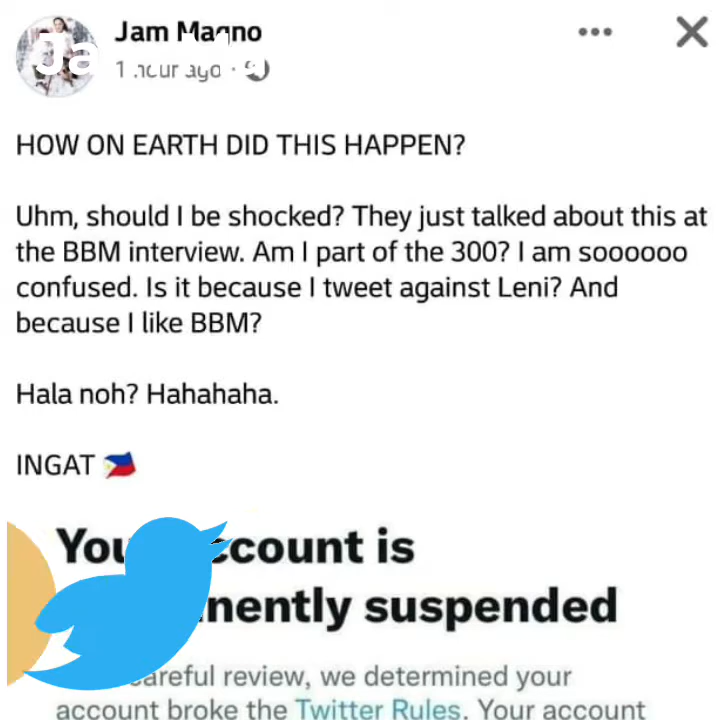 Jam Magno
1 hour ago
HOW ON EARTH DID THIS HAPPEN?
Uhm, should I be shocked? They just talked about this at
the BBM interview. Am I part of the 300? I am soooooo
confused. Is it because I tweet against Leni? And
because I like BBM?
Hala noh? Hahahaha.
INGAT 🇵🇭
count is
nently suspended
careful review, we determined your
account broke the Twitter Rules. Your account